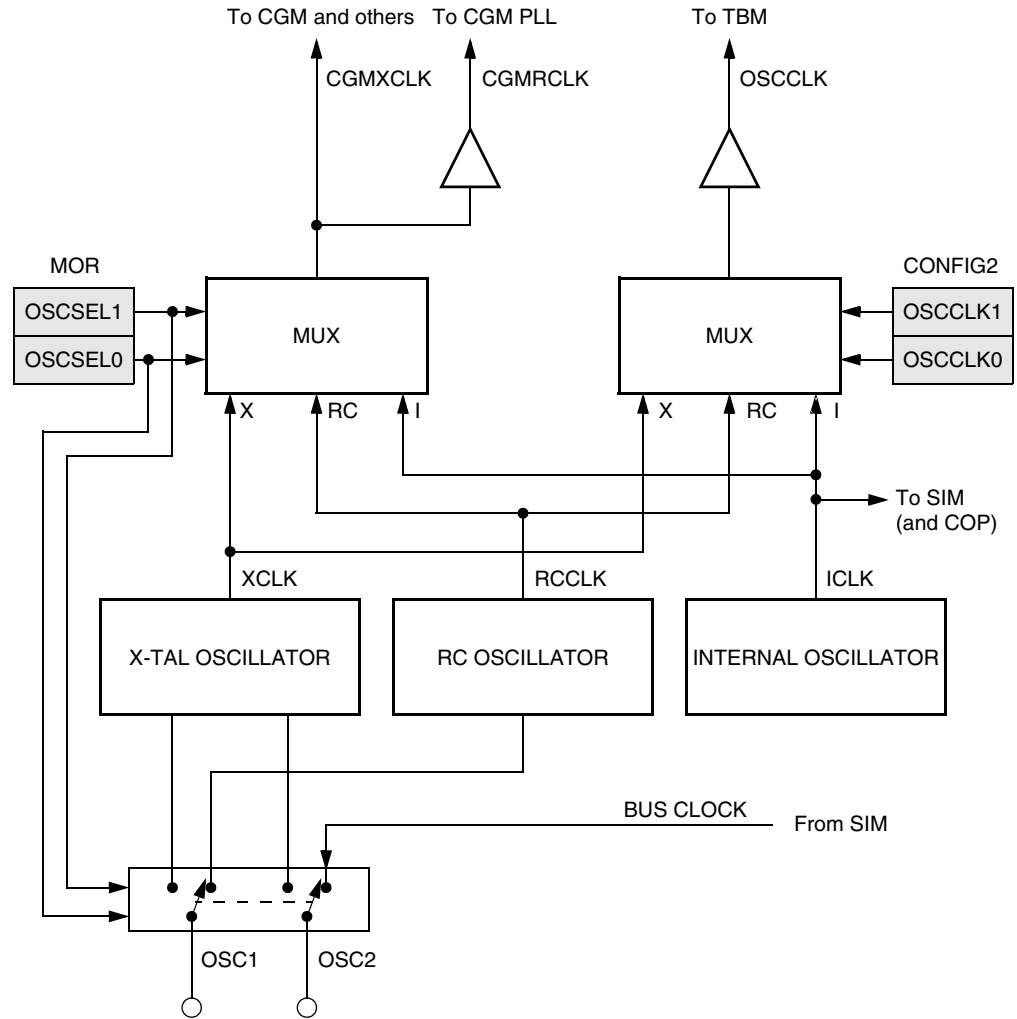 To CGM and others
To CGM PLL
To TBM
CGMXCLK
CGMRCLK
OSCCLK
MOR
CONFIG2
OSCSEL1
MUX
MUX
OSCCLK1
OSCSEL0
OSCCLK0
X
RC
I
X
RC
I
To SIM
(and COP)
XCLK
RCCLK
ICLK
X-TAL OSCILLATOR
RC OSCILLATOR
INTERNAL OSCILLATOR
BUS CLOCK
From SIM
OSC1
OSC2